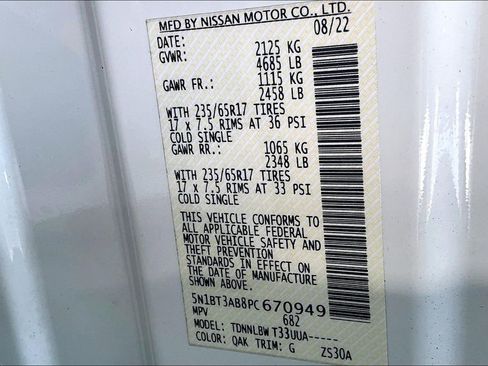 MFD BY NISSAN MOTOR CO., LTD.
DATE: 08/22
GVWR: 2125 KG
4685 LB
GAWR FR.: 1115 KG
2458 LB
WITH 235/65R17 TIRES
17 x 7.5 RIMS AT 36 PSI
COLD SINGLE
GAWR RR.: 1065 KG
2348 LB
WITH 235/65R17 TIRES
17 x 7.5 RIMS AT 33 PSI
COLD SINGLE
THIS VEHICLE CONFORMS TO
ALL APPLICABLE FEDERAL
MOTOR VEHICLE SAFETY AND
THEFT PREVENTION
STANDARDS IN EFFECT ON
THE DATE OF MANUFACTURE
SHOWN ABOVE.
5N1BT3AB8PC670949
MPV 682
MODEL: TDNNLBW T33UUA-----
COLOR: QAK TRIM: G ZS30A